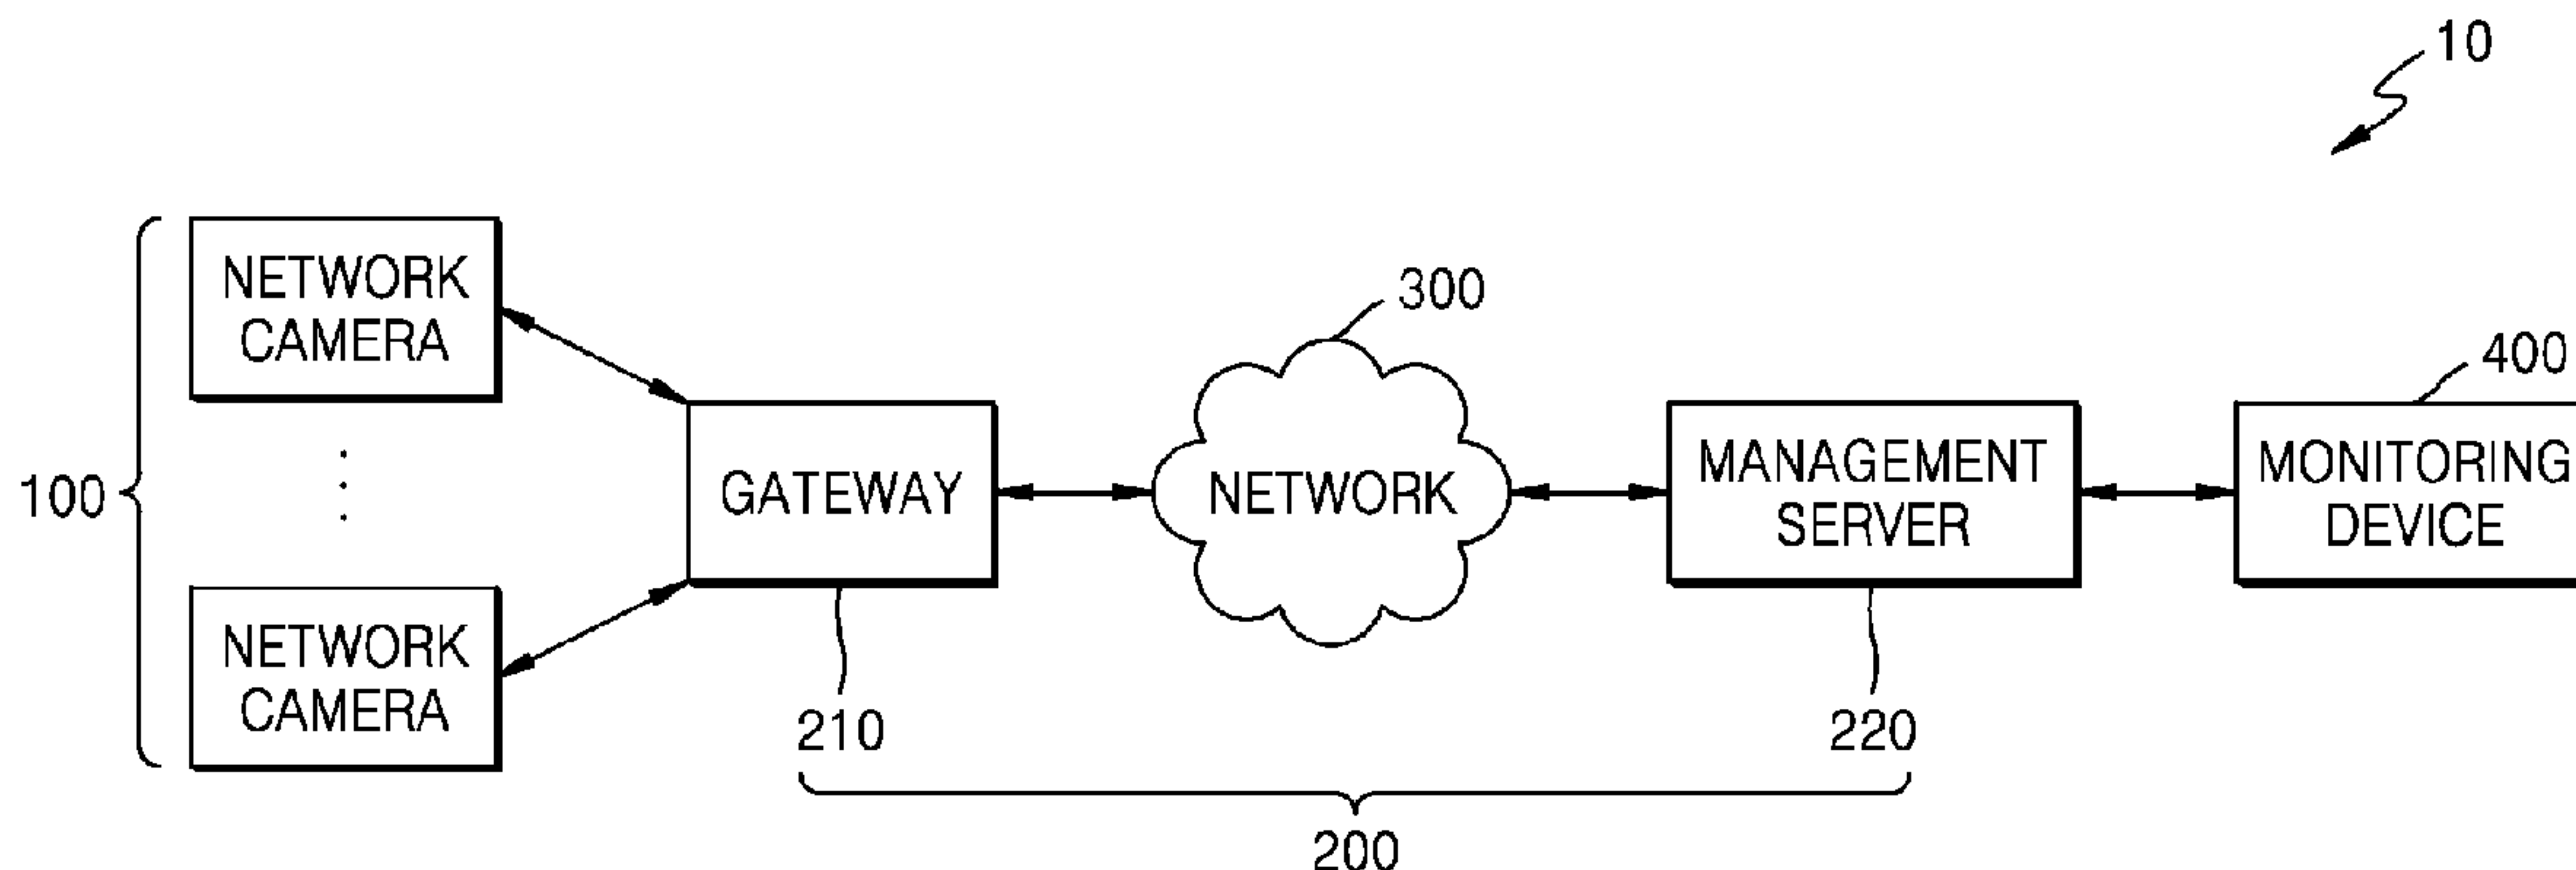 10
NETWORK
CAMERA
100
NETWORK
CAMERA
GATEWAY
210
300
NETWORK
MANAGEMENT
SERVER
220
400
MONITORING
DEVICE
200